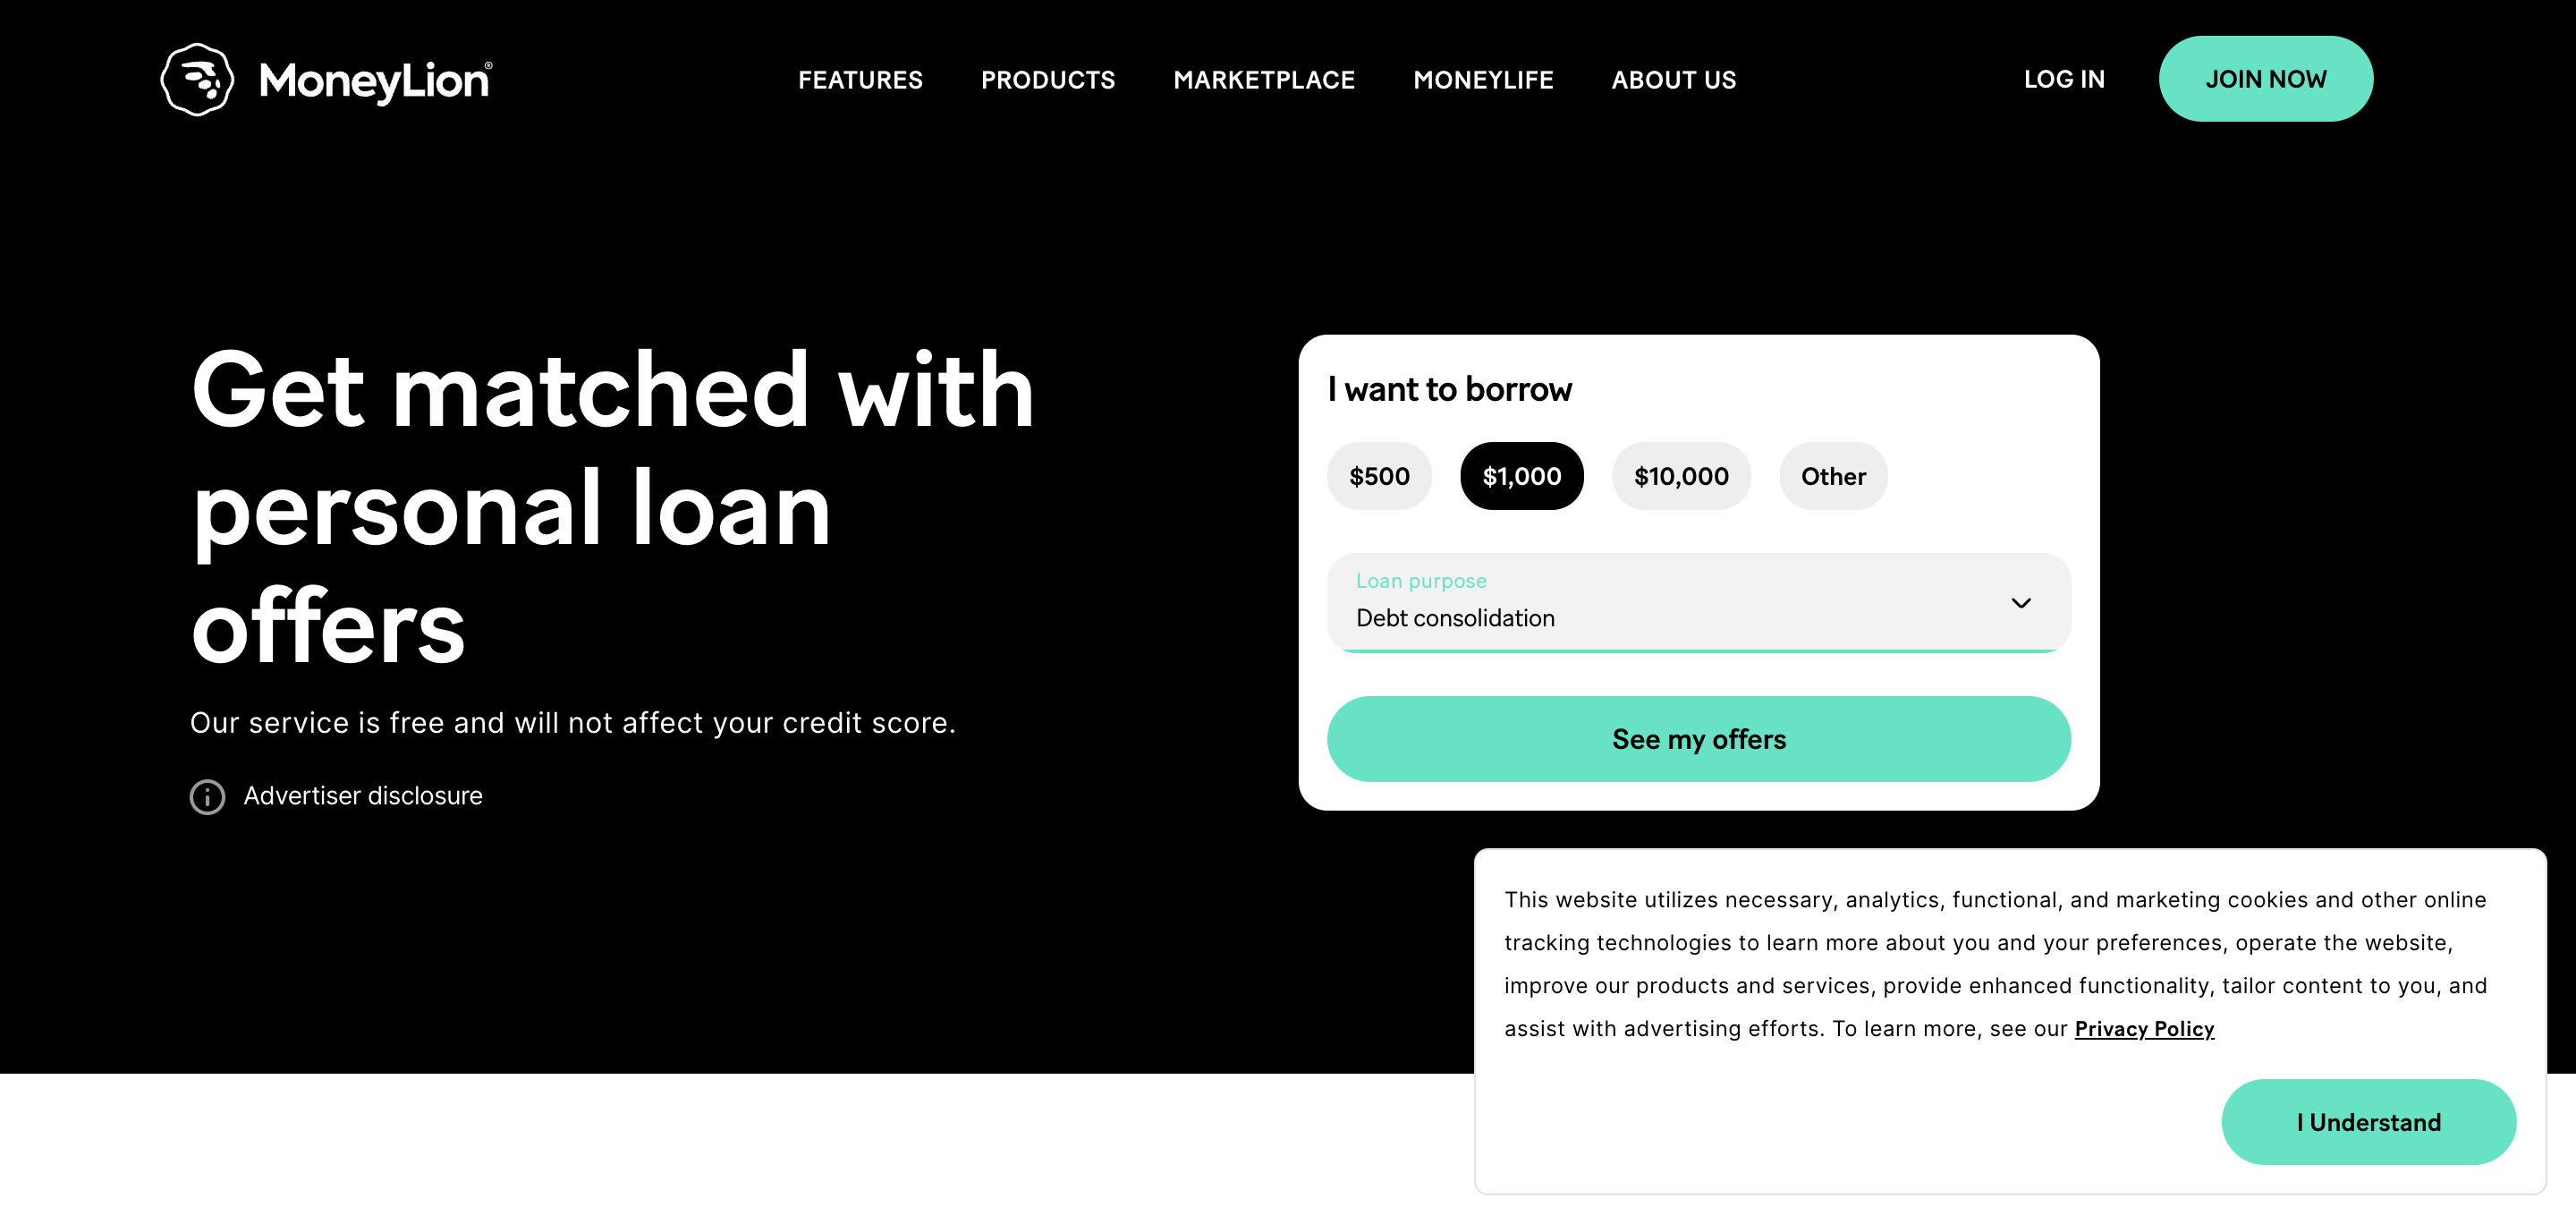 MoneyLion®
FEATURES
PRODUCTS
MARKETPLACE
MONEYLIFE
ABOUT US
LOG IN
JOIN NOW
Get matched with
personal loan
offers
Our service is free and will not affect your credit score.
Advertiser disclosure
I want to borrow
$500
$1,000
$10,000
Other
Loan purpose
Debt consolidation
See my offers
This website utilizes necessary, analytics, functional, and marketing cookies and other online
tracking technologies to learn more about you and your preferences, operate the website,
improve our products and services, provide enhanced functionality, tailor content to you, and
assist with advertising efforts. To learn more, see our Privacy Policy
I Understand